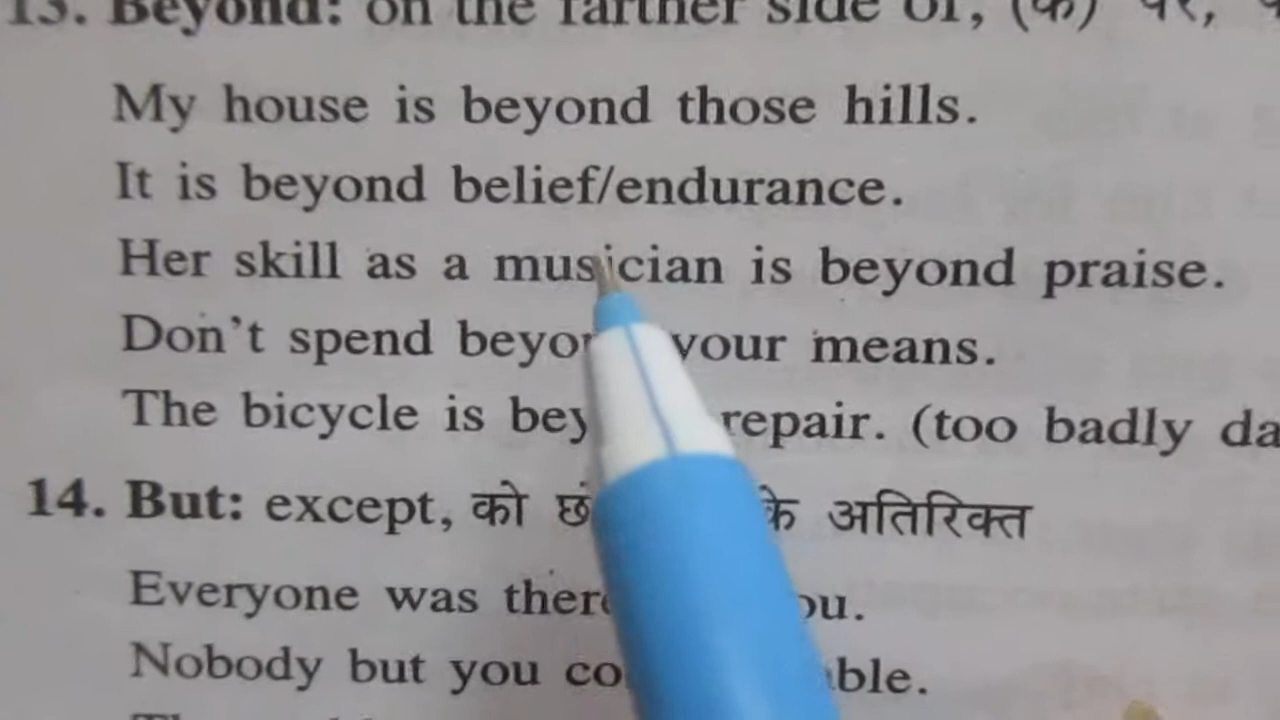 13. Beyond: on the farther side of, (के) परे,
My house is beyond those hills.
It is beyond belief/endurance.
Her skill as a musician is beyond praise.
Don't spend your means.
The bicycle is repair. (too badly
14. But: except, को के अतिरिक्त
Everyone was
Nobody but you